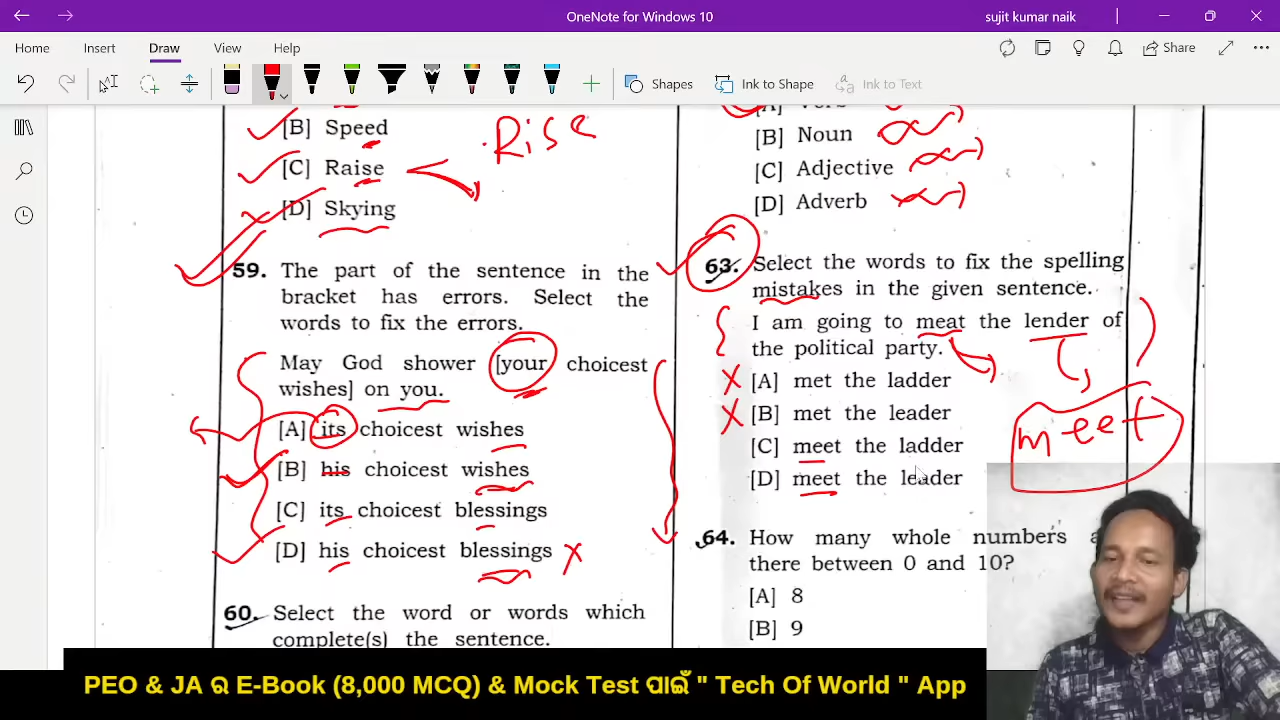 OneNote for Windows 10
sujit kumar naik
Home Insert Draw View Help
Share
Shapes
Ink to Shape
Ink to Text
[B] Speed
[C] Raise
Rise
[D] Skying
59. The part of the sentence in the
bracket has errors. Select the
words to fix the errors.
May God shower [your choicest
wishes] on you.
[A] its choicest wishes
[B] his choicest wishes
[C] its choicest blessings
[D] his choicest blessings
60. Select the word or words which
complete(s) the sentence.
[A] Verb
[B] Noun
[C] Adjective
[D] Adverb
63. Select the words to fix the spelling
mistakes in the given sentence.
I am going to meat the lender of
the political party.
[A] met the ladder
[B] met the leader
[C] meet the ladder
[D] meet the leader
meet
64. How many whole numbers a
there between 0 and 10?
[A] 8
[B] 9
PEO & JA ର E-Book (8,000 MCQ) & Mock Test ପାଇଁ " Tech Of World " App